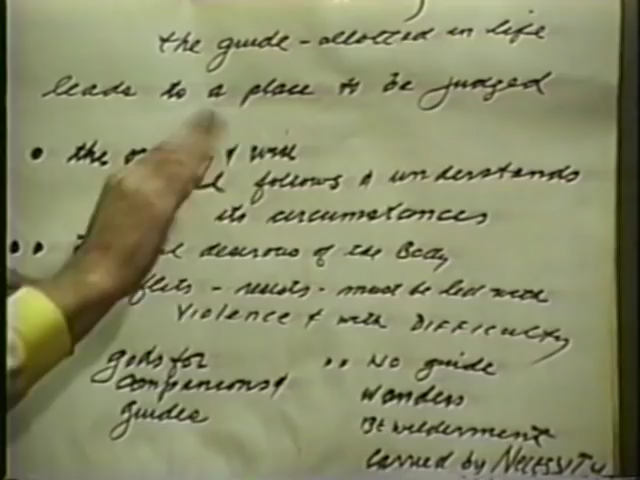 the guide - allotted in life
leads to a place to be judged
• the & wise
follows & understands
its circumstances
•• desirous of the Body
- resists - must be led with
Violence & with DIFFICULTY
gods for
companions &
guides
•• No guide
wanders
Bewilderment
carried by NECESSITY